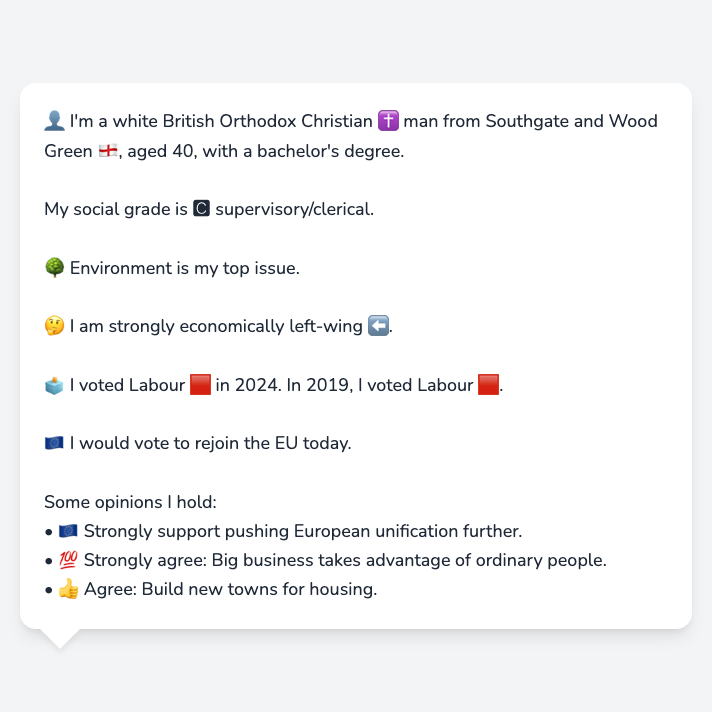 👤 I'm a white British Orthodox Christian ✝️ man from Southgate and Wood
Green 🏴󠁧󠁢󠁥󠁮󠁧󠁿, aged 40, with a bachelor's degree.
My social grade is 🅲 supervisory/clerical.
🌳 Environment is my top issue.
🤔 I am strongly economically left-wing ⬅️.
🗳️ I voted Labour 🟥 in 2024. In 2019, I voted Labour 🟥.
🇪🇺 I would vote to rejoin the EU today.
Some opinions I hold:
• 🇪🇺 Strongly support pushing European unification further.
• 💯 Strongly agree: Big business takes advantage of ordinary people.
• 👍 Agree: Build new towns for housing.